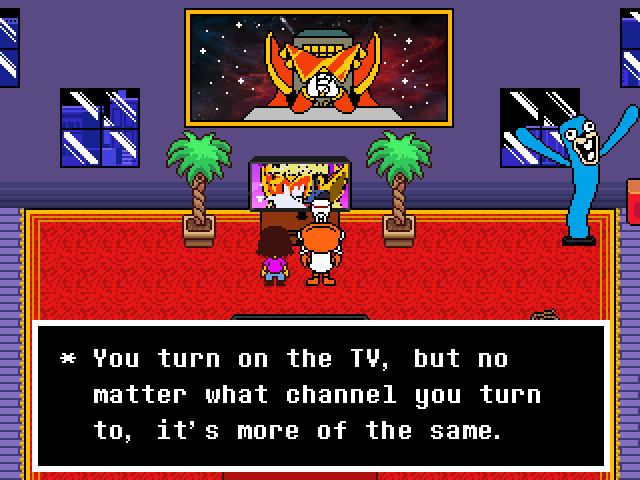 * You turn on the TV, but no
matter what channel you turn
to, it's more of the same.